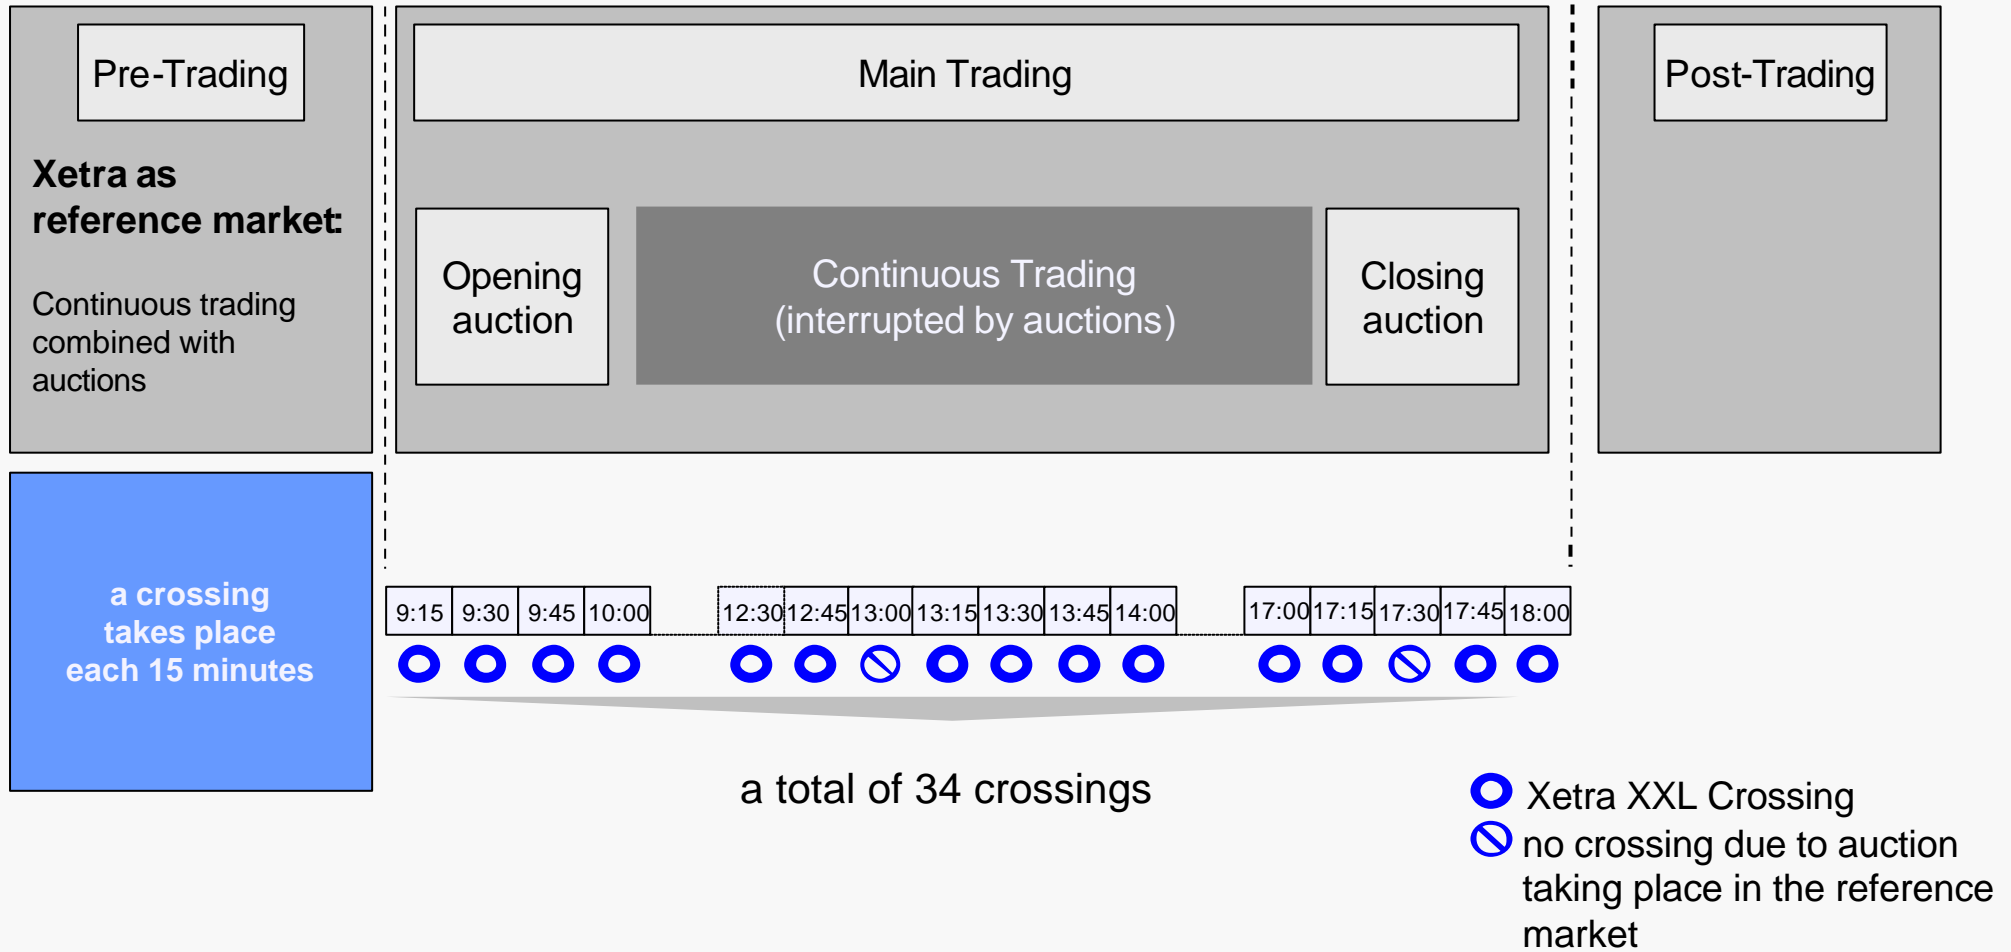 Pre-Trading
Main Trading
Post-Trading
Xetra as
reference market:
Continuous trading
combined with
auctions
Opening
auction
Continuous Trading
(interrupted by auctions)
Closing
auction
a crossing
takes place
each 15 minutes
9:15 9:30 9:45 10:00 12:30 12:45 13:00 13:15 13:30 13:45 14:00 17:00 17:15 17:30 17:45 18:00
a total of 34 crossings
Xetra XXL Crossing
no crossing due to auction
taking place in the reference
market